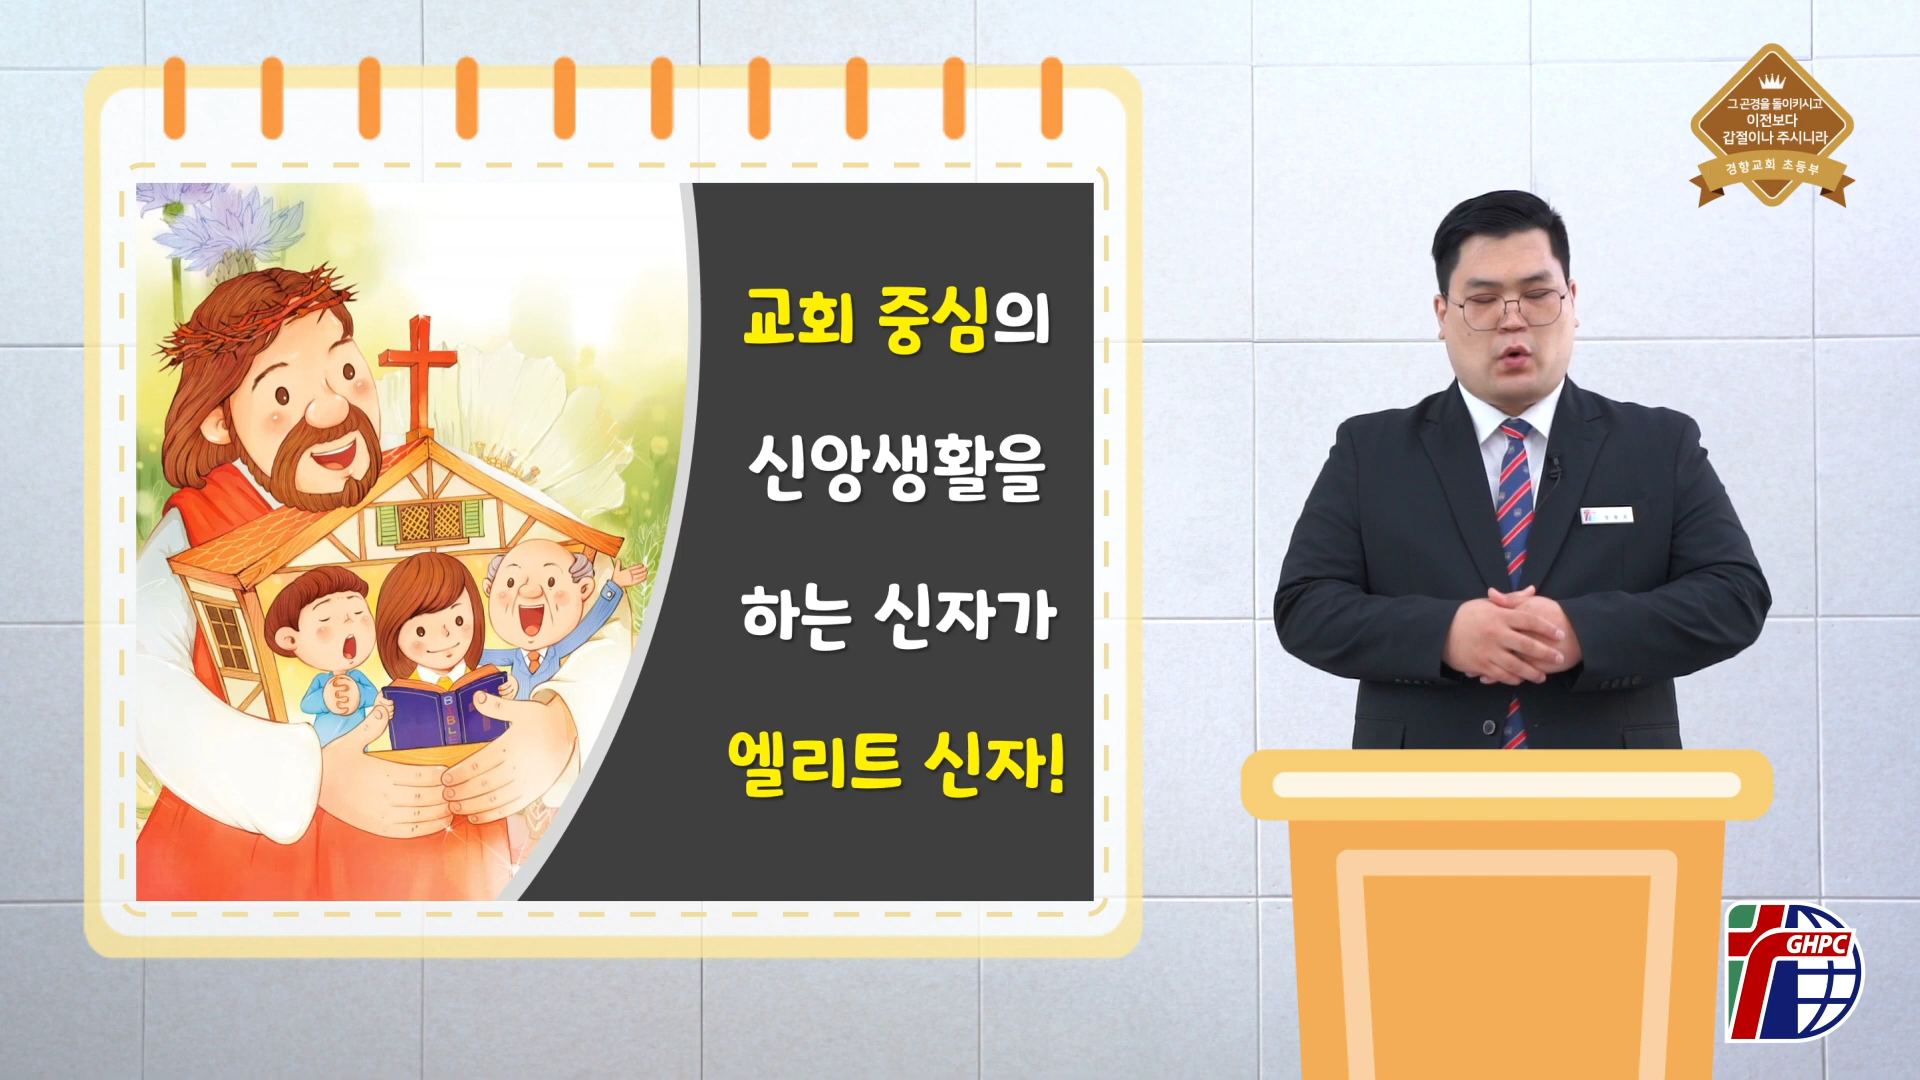 교회 중심의
신앙생활을
하는 신자가
엘리트 신자!
BIBLE
그 곤경을 돌이키시고
이전보다
갑절이나 주시니라
경향교회 초등부
GHPC